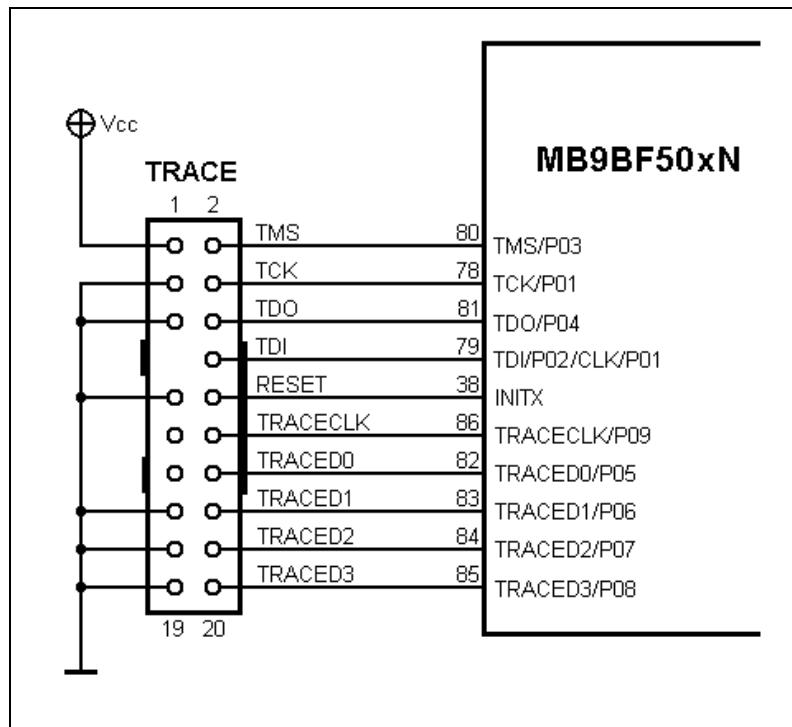 Vcc
MB9BF50xN
TRACE
1 2
TMS 80 TMS/P03
TCK 78 TCK/P01
TDO 81 TDO/P04
TDI 79 TDI/P02/CLK/P01
RESET 38 INITX
TRACECLK 86 TRACECLK/P09
TRACED0 82 TRACED0/P05
TRACED1 83 TRACED1/P06
TRACED2 84 TRACED2/P07
TRACED3 85 TRACED3/P08
19 20